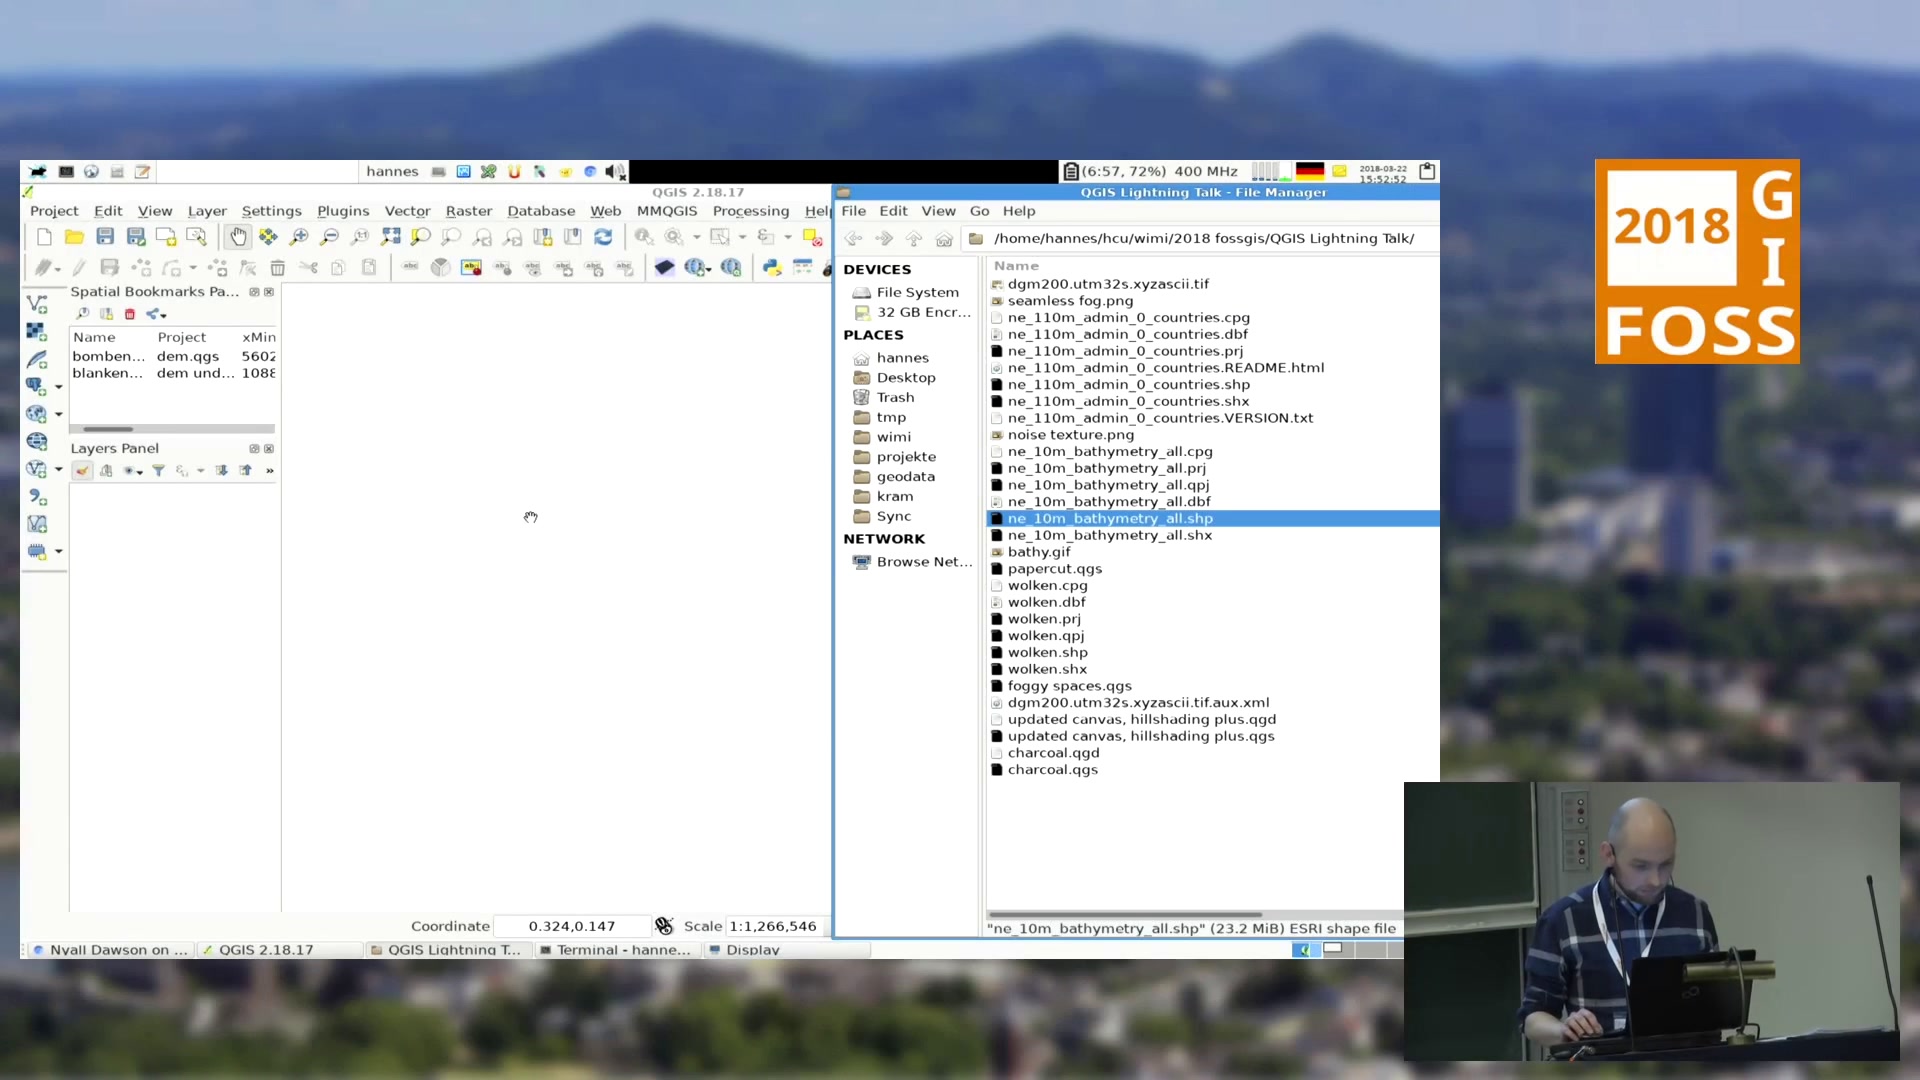 hannes
(6:57, 72%) 400 MHz
2018-03-22
15:52:52
QGIS 2.18.17
Project Edit View Layer Settings Plugins Vector Raster Database Web MMQGIS Processing Help
Spatial Bookmarks Pa...
Name Project xMin
bomben... dem.qgs 5602
blanken... dem und... 1088
Layers Panel
Coordinate 0.324,0.147 Scale 1:1,266,546
QGIS Lightning Talk - File Manager
File Edit View Go Help
/home/hannes/hcu/wimi/2018 fossgis/QGIS Lightning Talk/
DEVICES
File System
32 GB Encr...
PLACES
hannes
Desktop
Trash
tmp
wimi
projekte
geodata
kram
Sync
NETWORK
Browse Net...
Name
dgm200.utm32s.xyzascii.tif
seamless fog.png
ne_110m_admin_0_countries.cpg
ne_110m_admin_0_countries.dbf
ne_110m_admin_0_countries.prj
ne_110m_admin_0_countries.README.html
ne_110m_admin_0_countries.shp
ne_110m_admin_0_countries.shx
ne_110m_admin_0_countries.VERSION.txt
noise texture.png
ne_10m_bathymetry_all.cpg
ne_10m_bathymetry_all.prj
ne_10m_bathymetry_all.qpj
ne_10m_bathymetry_all.dbf
ne_10m_bathymetry_all.shp
ne_10m_bathymetry_all.shx
bathy.gif
papercut.qgs
wolken.cpg
wolken.dbf
wolken.prj
wolken.qpj
wolken.shp
wolken.shx
foggy spaces.qgs
dgm200.utm32s.xyzascii.tif.aux.xml
updated canvas, hillshading plus.qgd
updated canvas, hillshading plus.qgs
charcoal.qgd
charcoal.qgs
"ne_10m_bathymetry_all.shp" (23.2 MiB) ESRI shape file
Nyall Dawson on ... QGIS 2.18.17 QGIS Lightning T... Terminal - hanne... Display
2018 GI
FOSS